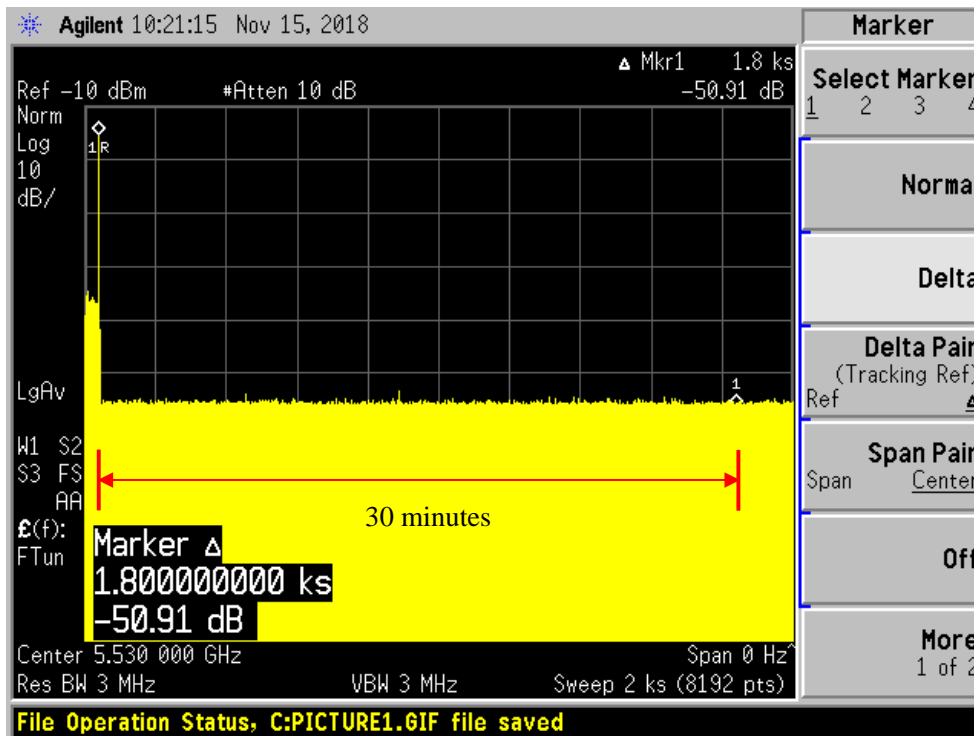 Agilent 10:21:15 Nov 15, 2018
Δ Mkr1 1.8 ks
Ref −10 dBm #Atten 10 dB −50.91 dB
Norm
Log
10
dB/
1R
1
LgAv
W1 S2
S3 FS
AA
£(f):
FTun
30 minutes
Marker Δ
1.800000000 ks
−50.91 dB
Center 5.530 000 GHz Span 0 Hz^
Res BW 3 MHz VBW 3 MHz Sweep 2 ks (8192 pts)
File Operation Status, C:PICTURE1.GIF file saved
Marker
Select Marker
1 2 3 4
Norma
Delta
Delta Pair
(Tracking Ref)
Ref Δ
Span Pair
Span Center
Off
More
1 of 2